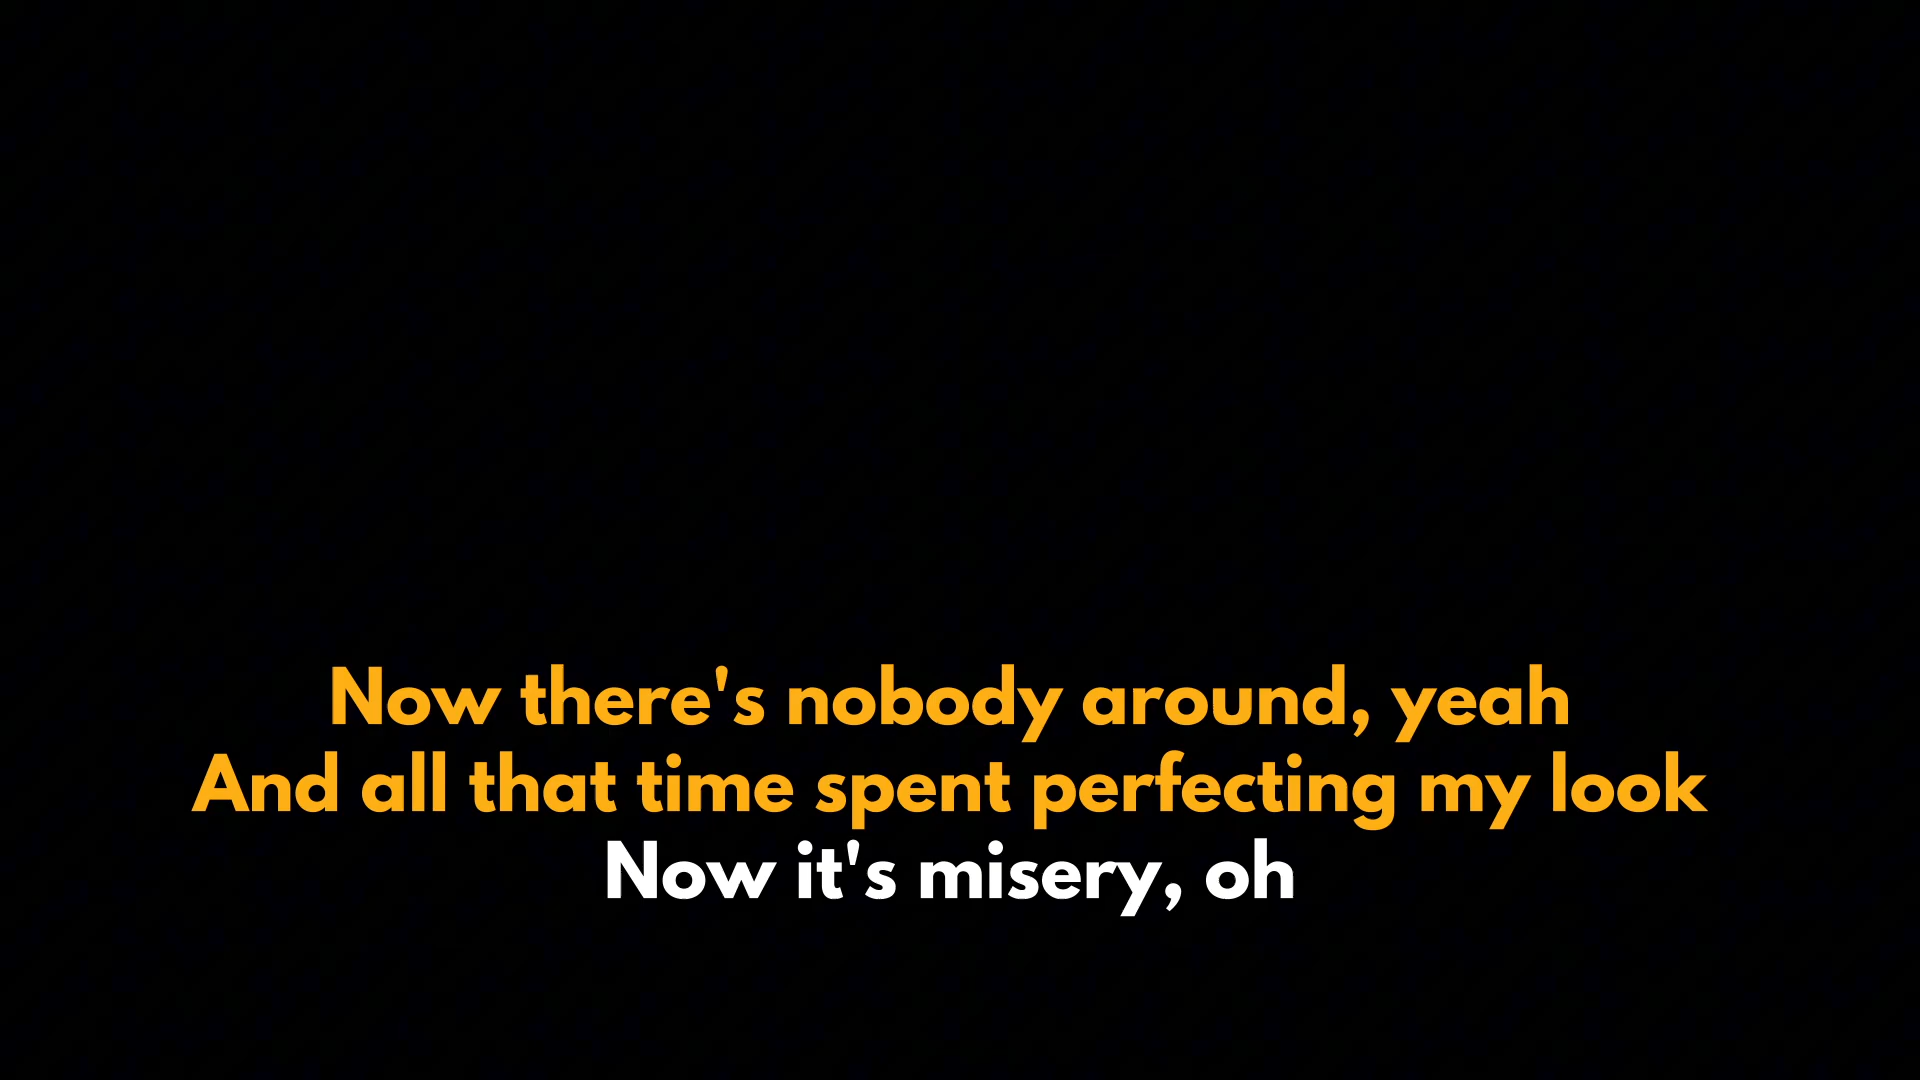 Now there's nobody around, yeah
And all that time spent perfecting my look
Now it's misery, oh